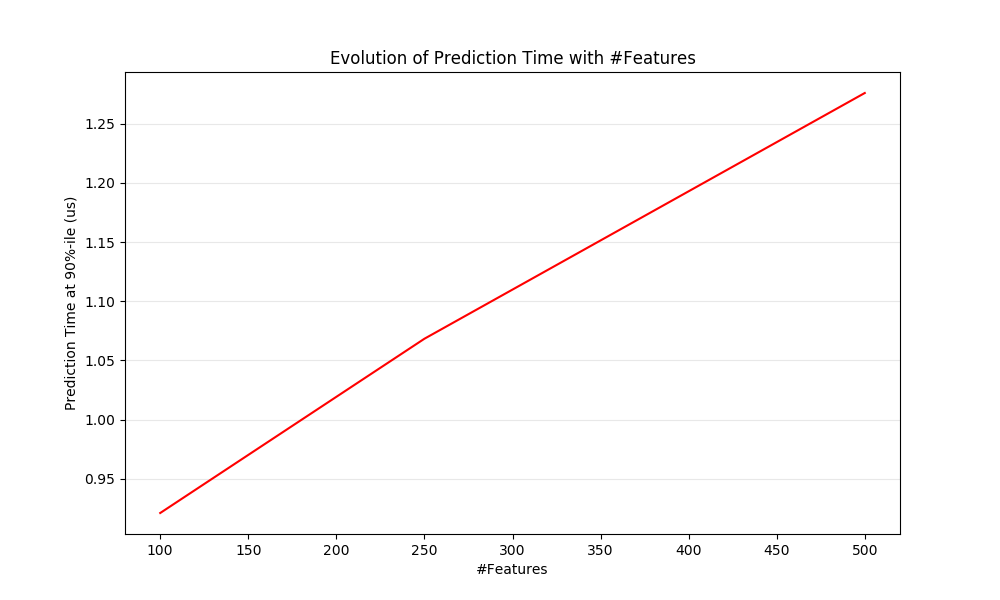 Evolution of Prediction Time with #Features
Prediction Time at 90%-ile (us)
1.25
1.20
1.15
1.10
1.05
1.00
0.95
100 150 200 250 300 350 400 450 500
#Features